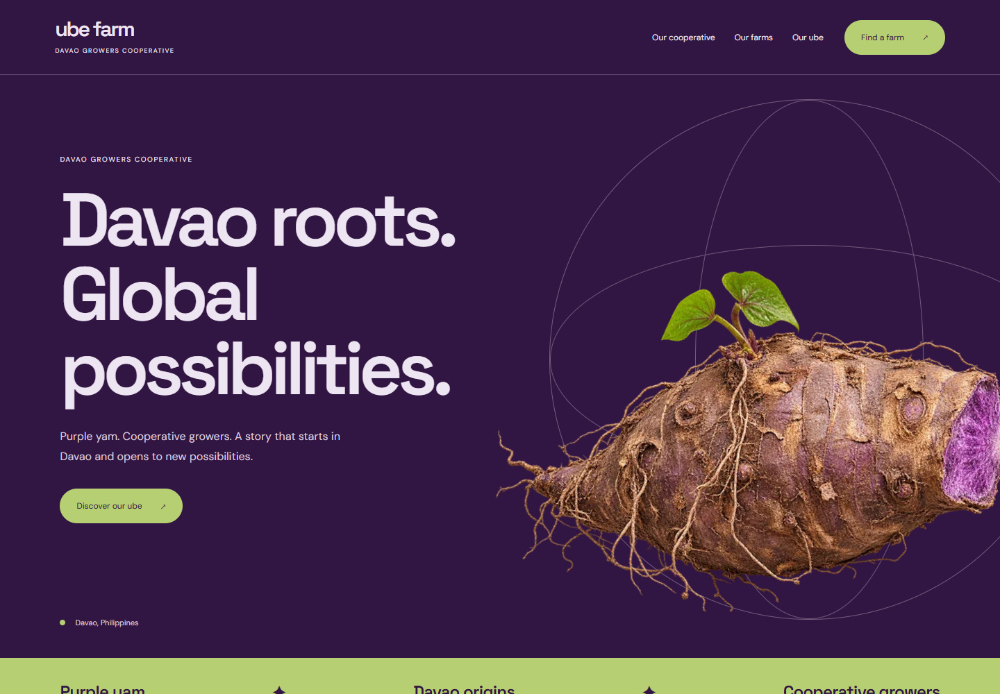 ube farm
DAVAO GROWERS COOPERATIVE
Our cooperative
Our farms
Our ube
Find a farm ↗
DAVAO GROWERS COOPERATIVE
Davao roots.
Global
possibilities.
Purple yam. Cooperative growers. A story that starts in
Davao and opens to new possibilities.
Discover our ube ↗
Davao, Philippines
Purple yam ✦ Davao origins ✦ Cooperative growers